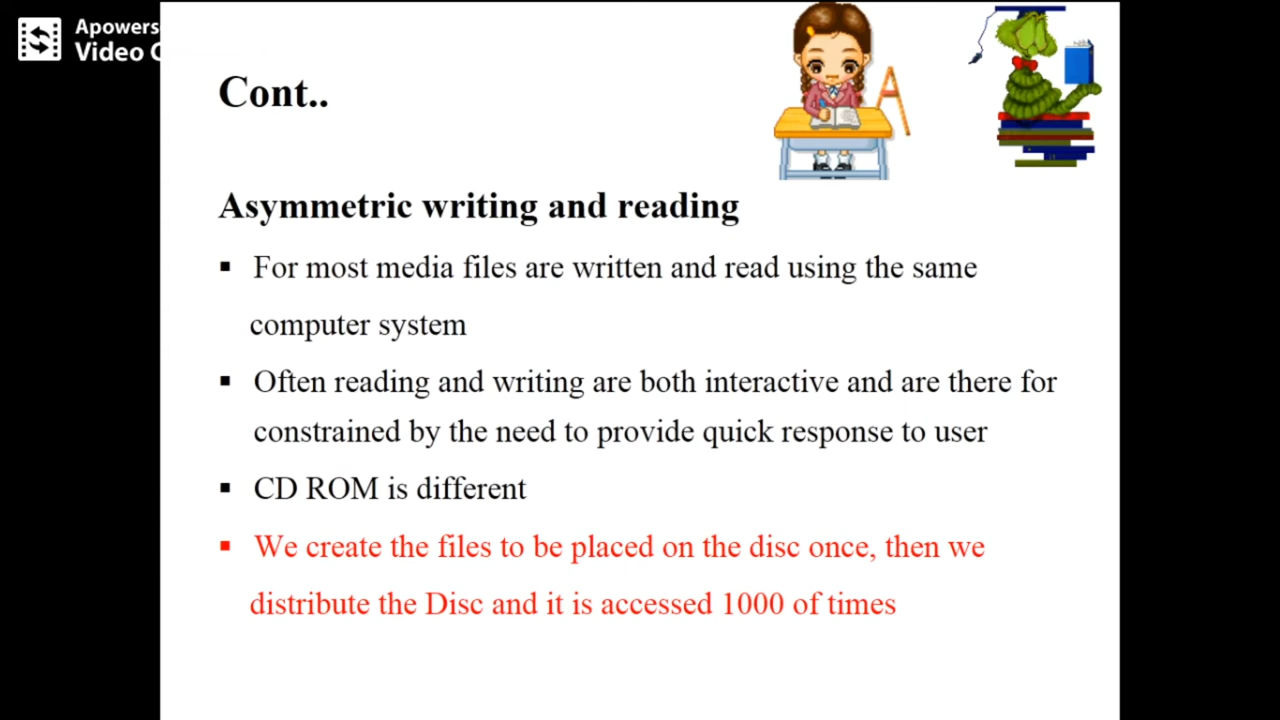 Apowers
Video
Cont..
A
Asymmetric writing and reading
▪ For most media files are written and read using the same
computer system
▪ Often reading and writing are both interactive and are there for
constrained by the need to provide quick response to user
▪ CD ROM is different
▪ We create the files to be placed on the disc once, then we
distribute the Disc and it is accessed 1000 of times